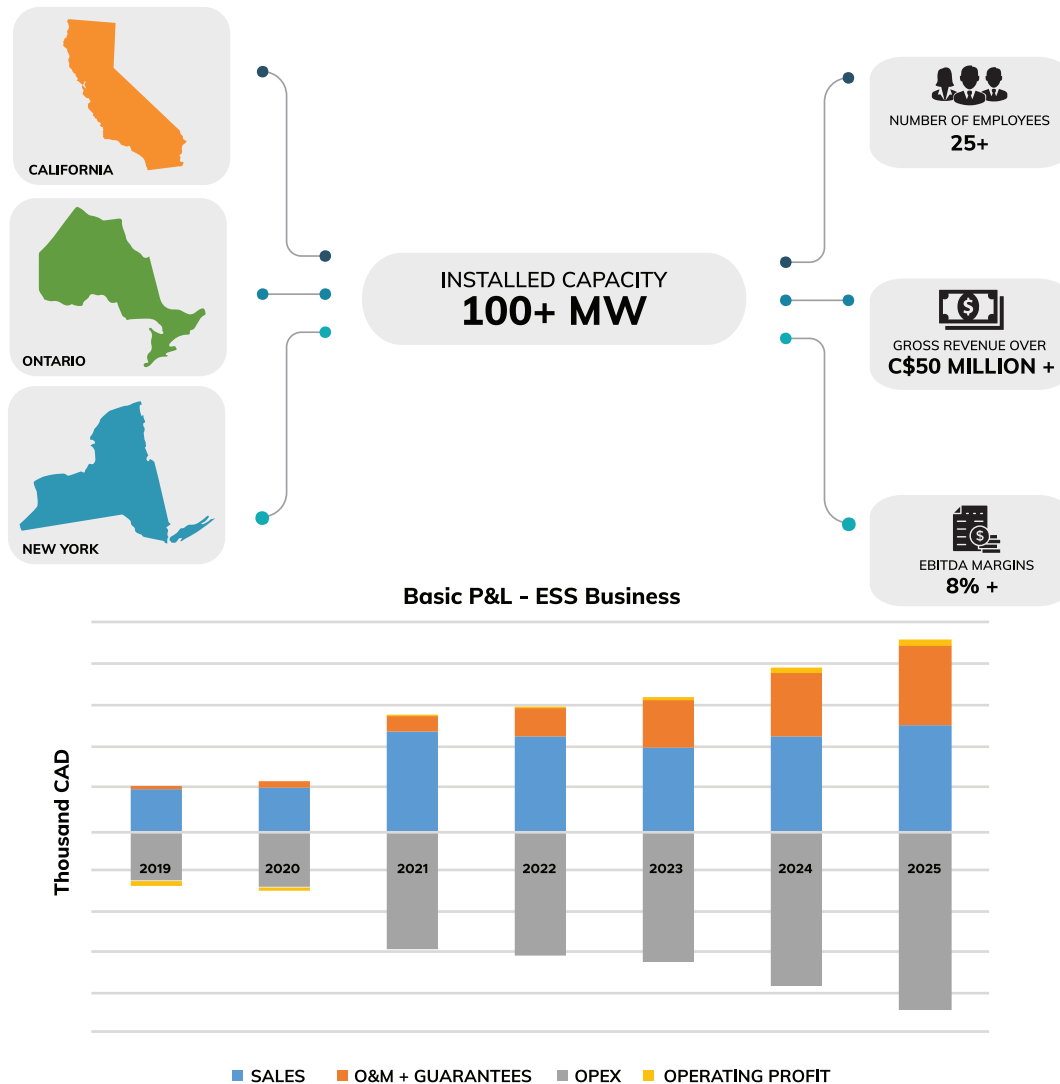 CALIFORNIA
ONTARIO
NEW YORK
INSTALLED CAPACITY
100+ MW
NUMBER OF EMPLOYEES
25+
GROSS REVENUE OVER
C$50 MILLION +
EBITDA MARGINS
8% +
Basic P&L - ESS Business
Thousand CAD
2019 2020 2021 2022 2023 2024 2025
SALES O&M + GUARANTEES OPEX OPERATING PROFIT